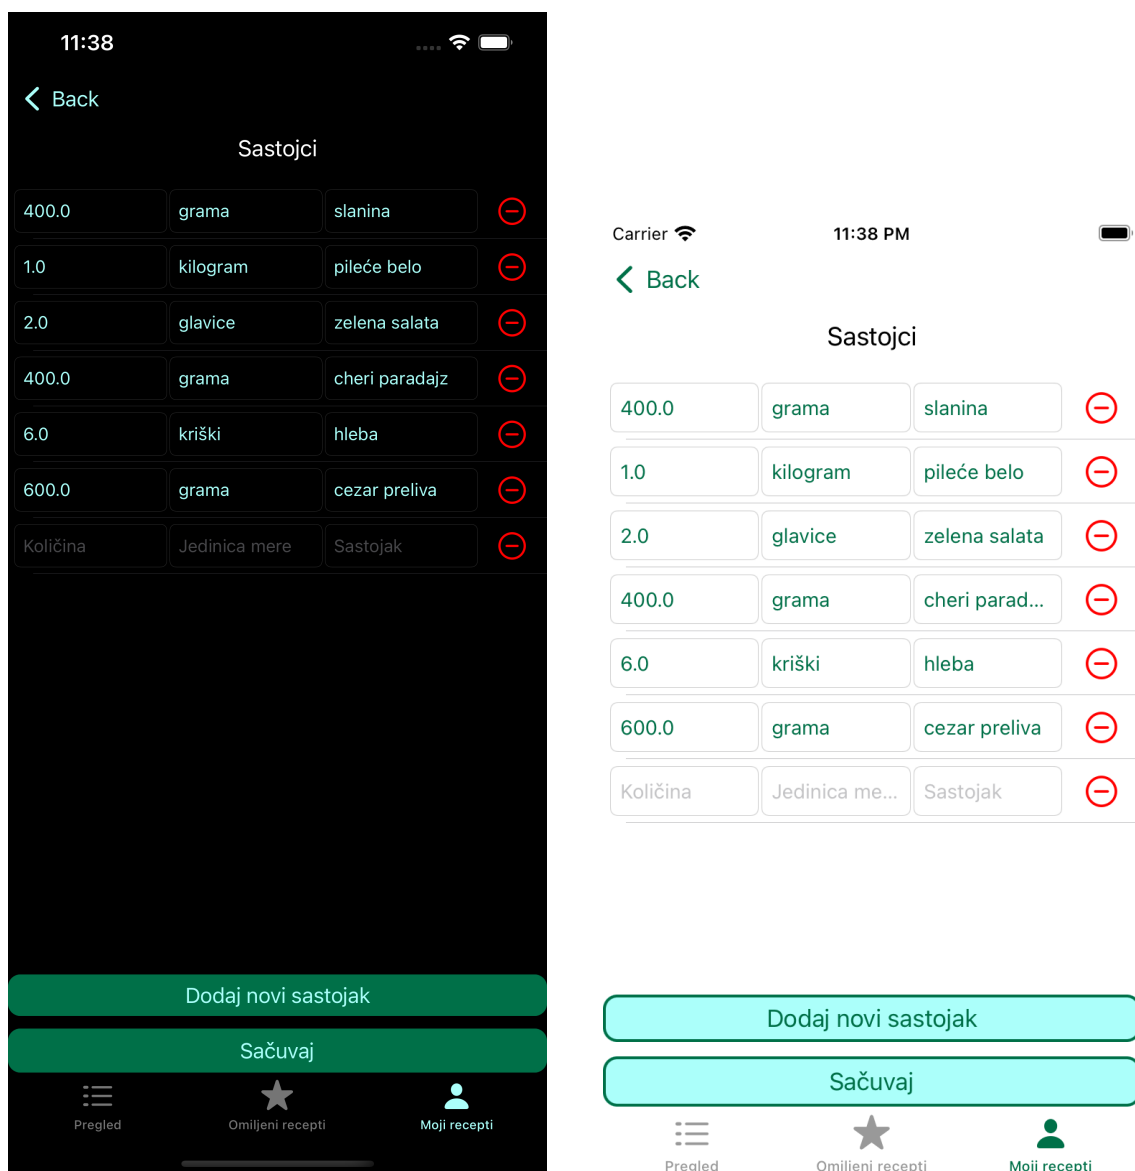 11:38
Back
Sastojci
400.0 grama slanina
1.0 kilogram pileće belo
2.0 glavice zelena salata
400.0 grama cheri paradajz
6.0 kriški hleba
600.0 grama cezar preliva
Količina Jedinica mere Sastojak
Dodaj novi sastojak
Sačuvaj
Pregled Omiljeni recepti Moji recepti
Carrier 11:38 PM
Back
Sastojci
400.0 grama slanina
1.0 kilogram pileće belo
2.0 glavice zelena salata
400.0 grama cheri parad...
6.0 kriški hleba
600.0 grama cezar preliva
Količina Jedinica me... Sastojak
Dodaj novi sastojak
Sačuvaj
Pregled Omiljeni recepti Moji recepti